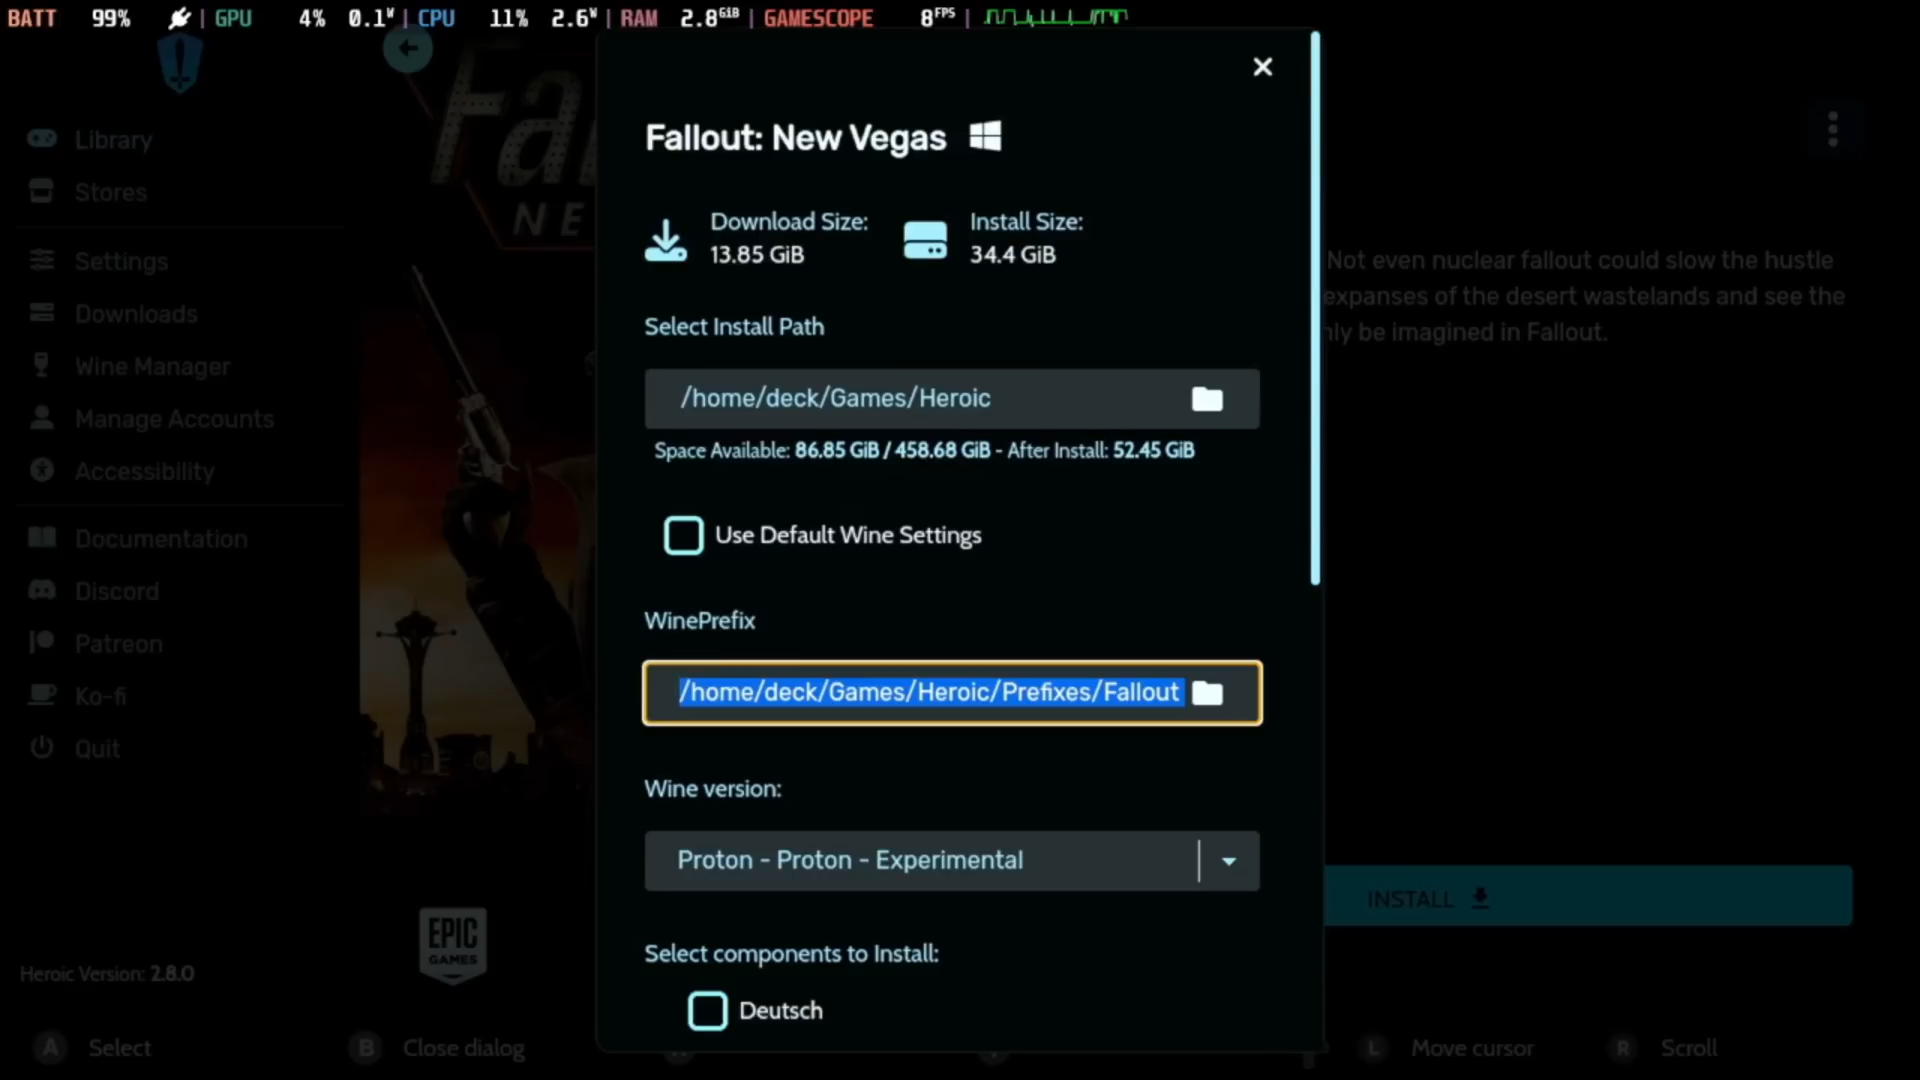 BATT 99% | GPU 4% 0.1W | CPU 11% 2.6W | RAM 2.8GiB | GAMESCOPE 8FPS |
Library
Stores
Settings
Downloads
Wine Manager
Manage Accounts
Accessibility
Documentation
Discord
Patreon
Ko-fi
Quit
Heroic Version: 2.8.0
NE
EPIC
GAMES
Fallout: New Vegas
Download Size:
13.85 GiB
Install Size:
34.4 GiB
Select Install Path
/home/deck/Games/Heroic
Space Available: 86.85 GiB / 458.68 GiB - After Install: 52.45 GiB
Use Default Wine Settings
WinePrefix
/home/deck/Games/Heroic/Prefixes/Fallout
Wine version:
Proton - Proton - Experimental
Select components to Install:
Deutsch
Not even nuclear fallout could slow the hustle
expanses of the desert wastelands and see the
be imagined in Fallout.
INSTALL
A Select
B Close dialog
L Move cursor
R Scroll